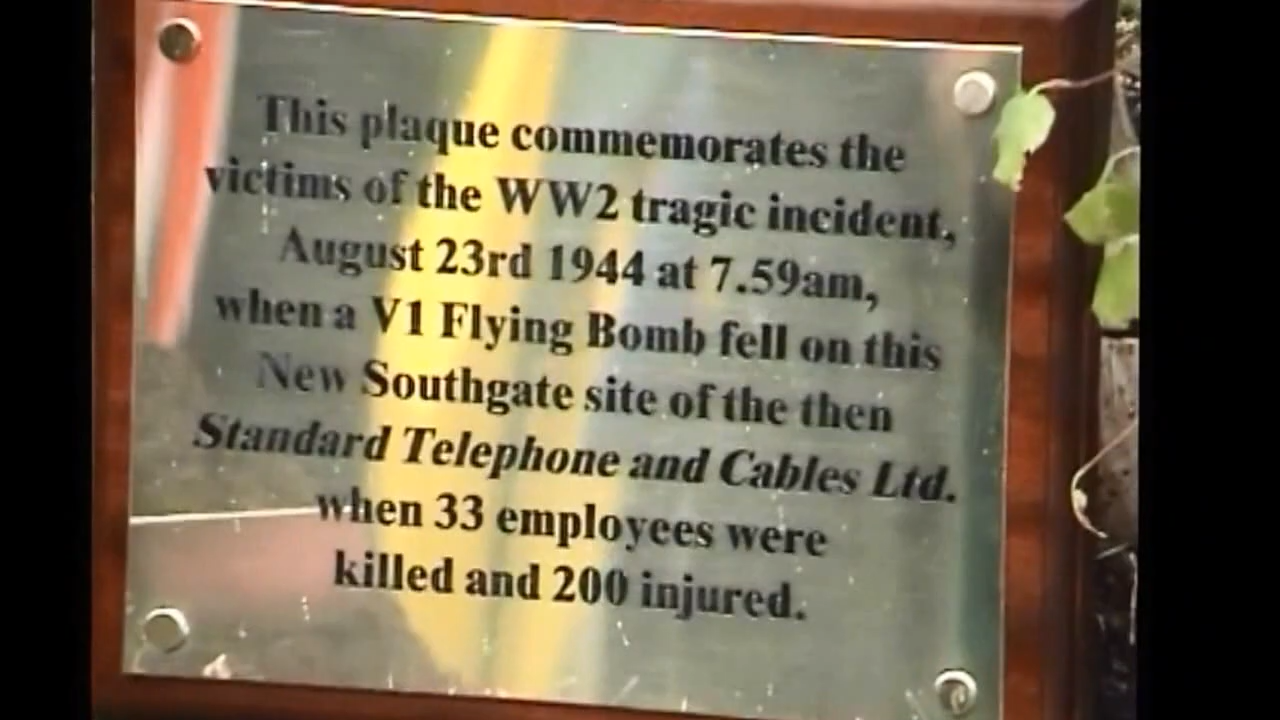 This plaque commemorates the
victims of the WW2 tragic incident,
August 23rd 1944 at 7.59am,
when a V1 Flying Bomb fell on this
New Southgate site of the then
Standard Telephone and Cables Ltd.
when 33 employees were
killed and 200 injured.